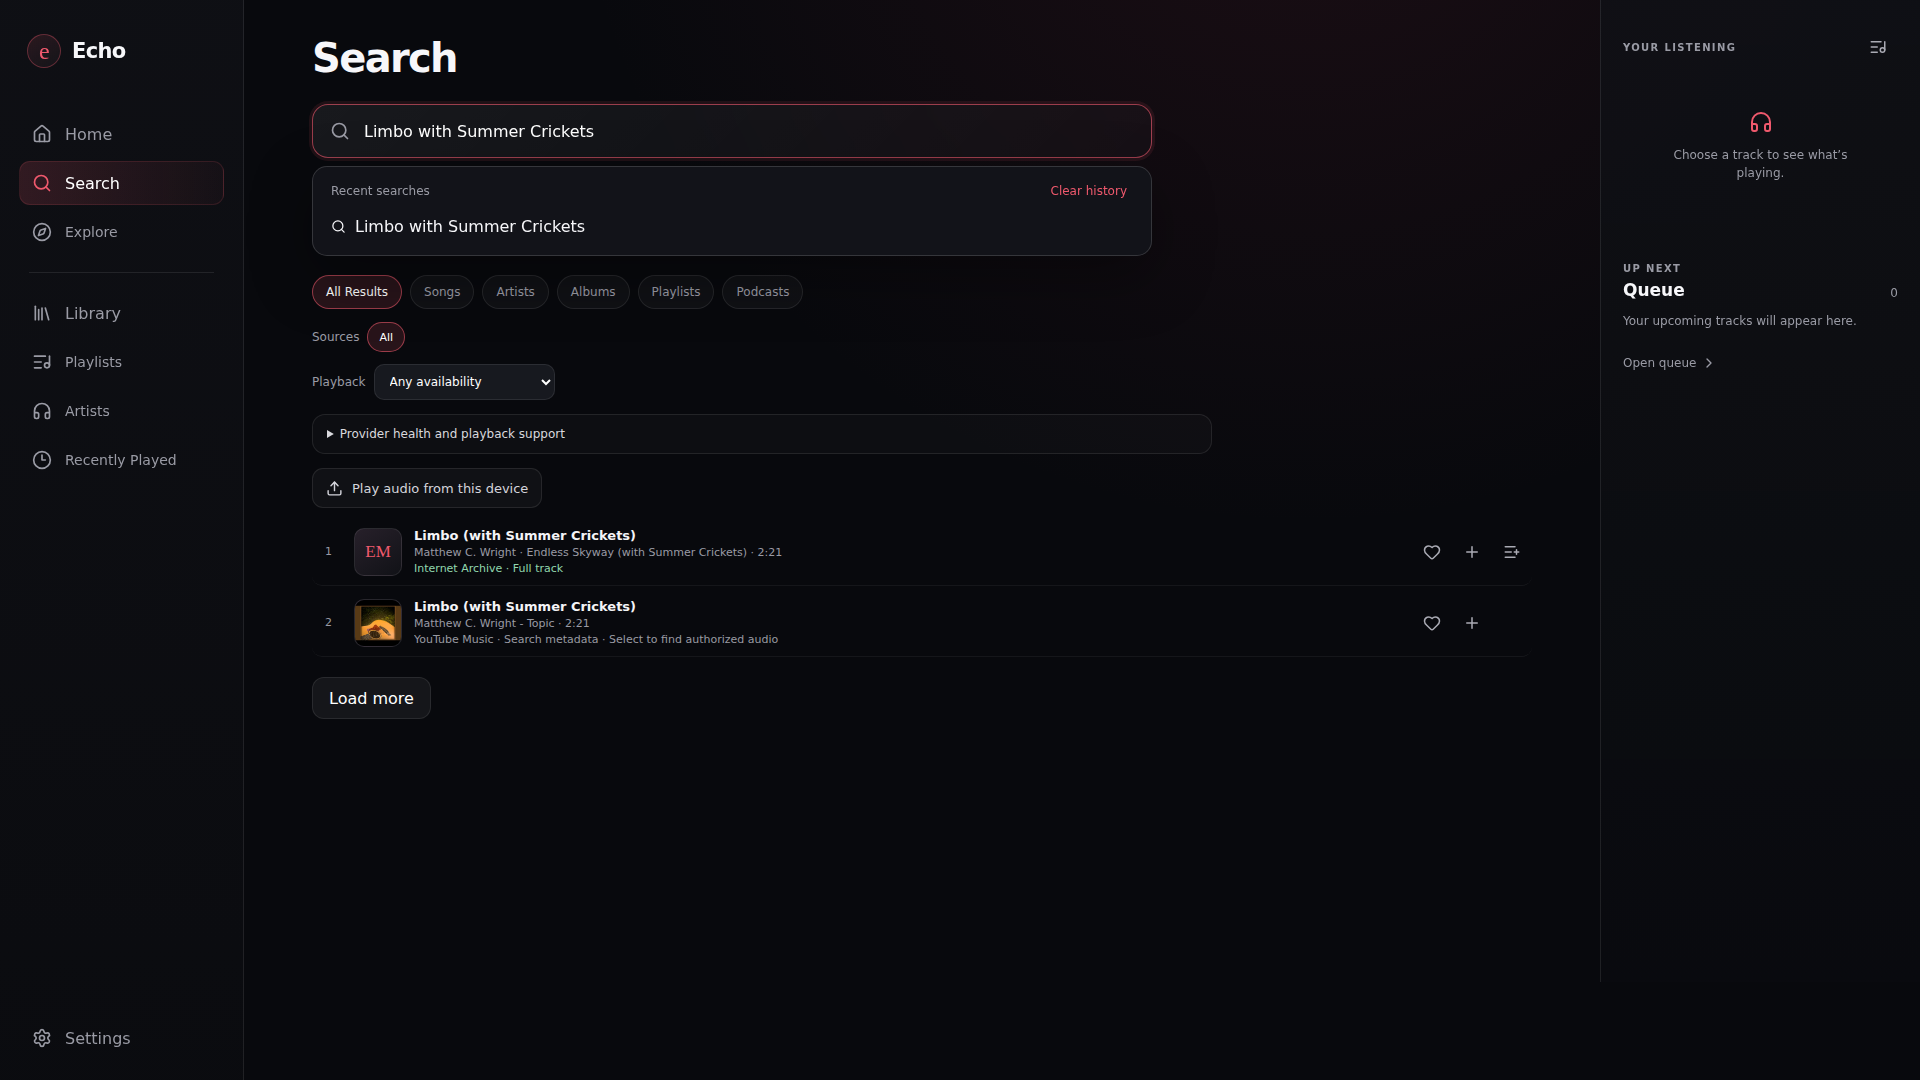 e Echo
Home
Search
Explore
Library
Playlists
Artists
Recently Played
Settings
Search
Limbo with Summer Crickets
Recent searches
Clear history
Limbo with Summer Crickets
All Results
Songs
Artists
Albums
Playlists
Podcasts
Sources
All
Playback
Any availability
Provider health and playback support
Play audio from this device
1
EM
Limbo (with Summer Crickets)
Matthew C. Wright · Endless Skyway (with Summer Crickets) · 2:21
Internet Archive · Full track
2
Limbo (with Summer Crickets)
Matthew C. Wright - Topic · 2:21
YouTube Music · Search metadata · Select to find authorized audio
Load more
YOUR LISTENING
Choose a track to see what’s
playing.
UP NEXT
Queue
0
Your upcoming tracks will appear here.
Open queue